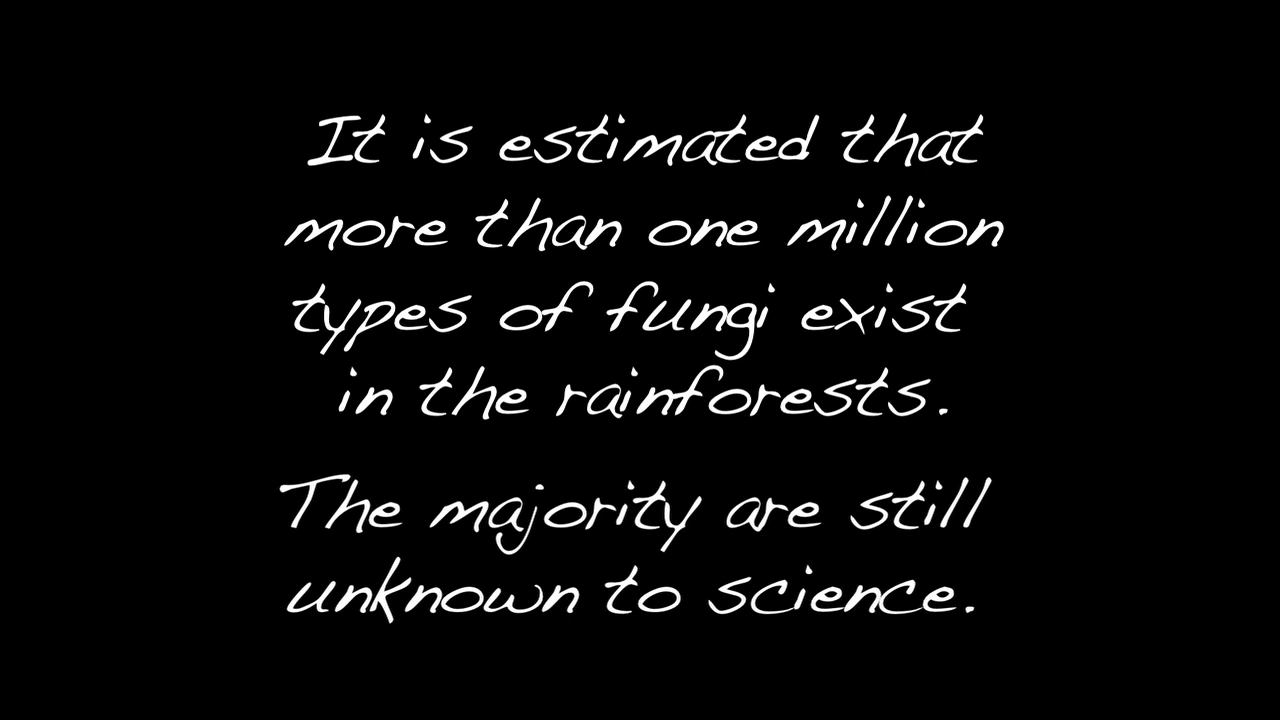 It is estimated that
more than one million
types of fungi exist
in the rainforests.
The majority are still
unknown to science.